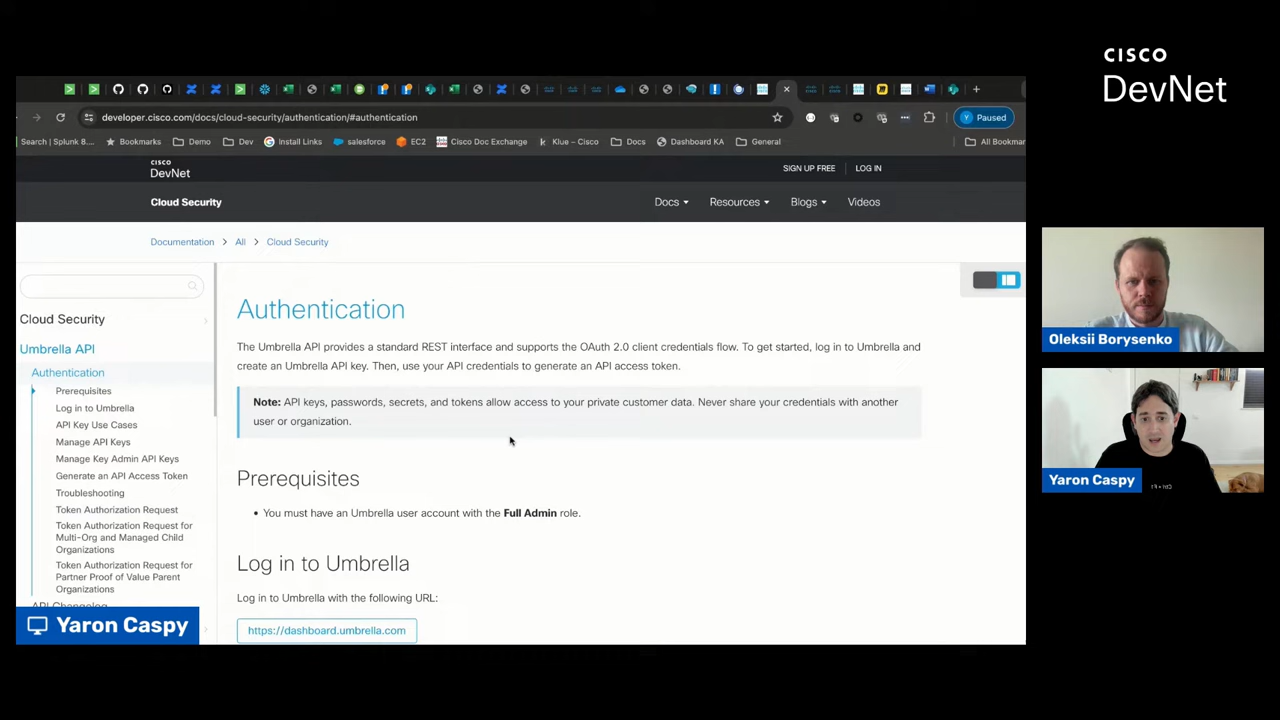 CISCO
DevNet
developer.cisco.com/docs/cloud-security/authentication/#authentication
Paused
Search | Splunk 8....
Bookmarks
Demo
Dev
Install Links
salesforce
EC2
Cisco Doc Exchange
Klue – Cisco
Docs
Dashboard KA
General
All Bookmar
CISCO
DevNet
SIGN UP FREE
LOG IN
Cloud Security
Docs
Resources
Blogs
Videos
Documentation > All > Cloud Security
Cloud Security
Umbrella API
Authentication
Prerequisites
Log in to Umbrella
API Key Use Cases
Manage API Keys
Manage Key Admin API Keys
Generate an API Access Token
Troubleshooting
Token Authorization Request
Token Authorization Request for
Multi-Org and Managed Child
Organizations
Token Authorization Request for
Partner Proof of Value Parent
Organizations
API Changelog
Authentication
The Umbrella API provides a standard REST interface and supports the OAuth 2.0 client credentials flow. To get started, log in to Umbrella and
create an Umbrella API key. Then, use your API credentials to generate an API access token.
Note: API keys, passwords, secrets, and tokens allow access to your private customer data. Never share your credentials with another
user or organization.
Prerequisites
• You must have an Umbrella user account with the Full Admin role.
Log in to Umbrella
Log in to Umbrella with the following URL:
https://dashboard.umbrella.com
Yaron Caspy
Oleksii Borysenko
Yaron Caspy